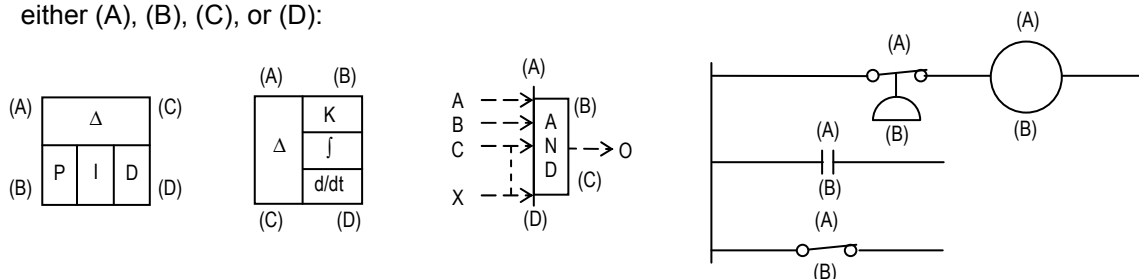 either (A), (B), (C), or (D):
(A) Δ (C)
(B) P I D (D)
(A) (B)
Δ K
∫
d/dt
(C) (D)
(A)
A (B)
B A
C N O
D (C)
X
(D)
(A)
(A)
(B) (B)
(A)
(B)
(A)
(B)